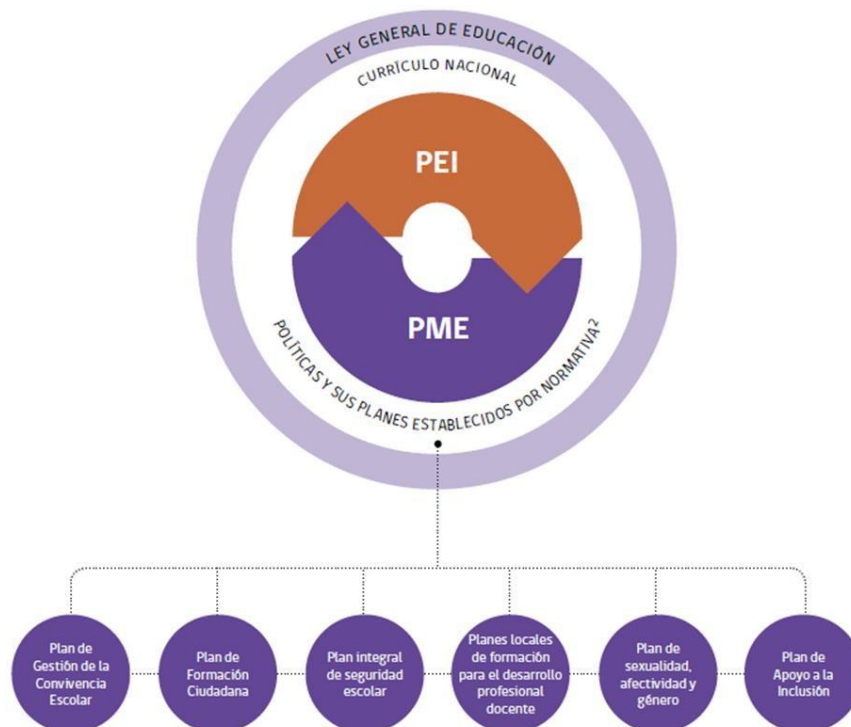 LEY GENERAL DE EDUCACIÓN
CURRÍCULO NACIONAL
PEI
PME
POLÍTICAS Y SUS PLANES ESTABLECIDOS POR NORMATIVA²
Plan de
Gestión de la
Convivencia
Escolar
Plan de
Formación
Ciudadana
Plan integral
de seguridad
escolar
Planes locales
de formación
para el desarrollo
profesional
docente
Plan de
sexualidad,
afectividad y
género
Plan de
Apoyo a la
Inclusión